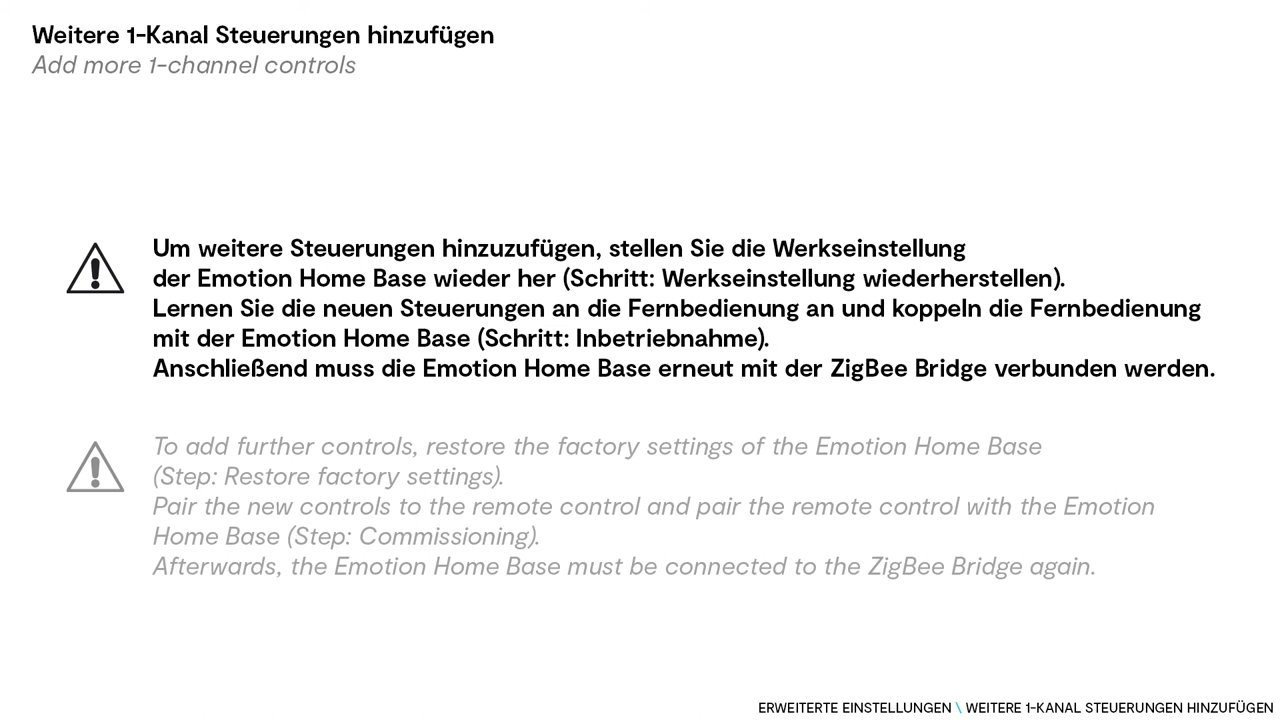 Weitere 1-Kanal Steuerungen hinzufügen
Add more 1-channel controls
Um weitere Steuerungen hinzuzufügen, stellen Sie die Werkseinstellung
der Emotion Home Base wieder her (Schritt: Werkseinstellung wiederherstellen).
Lernen Sie die neuen Steuerungen an die Fernbedienung an und koppeln die Fernbedienung
mit der Emotion Home Base (Schritt: Inbetriebnahme).
Anschließend muss die Emotion Home Base erneut mit der ZigBee Bridge verbunden werden.
To add further controls, restore the factory settings of the Emotion Home Base
(Step: Restore factory settings).
Pair the new controls to the remote control and pair the remote control with the Emotion
Home Base (Step: Commissioning).
Afterwards, the Emotion Home Base must be connected to the ZigBee Bridge again.
ERWEITERTE EINSTELLUNGEN \ WEITERE 1-KANAL STEUERUNGEN HINZUFÜGEN